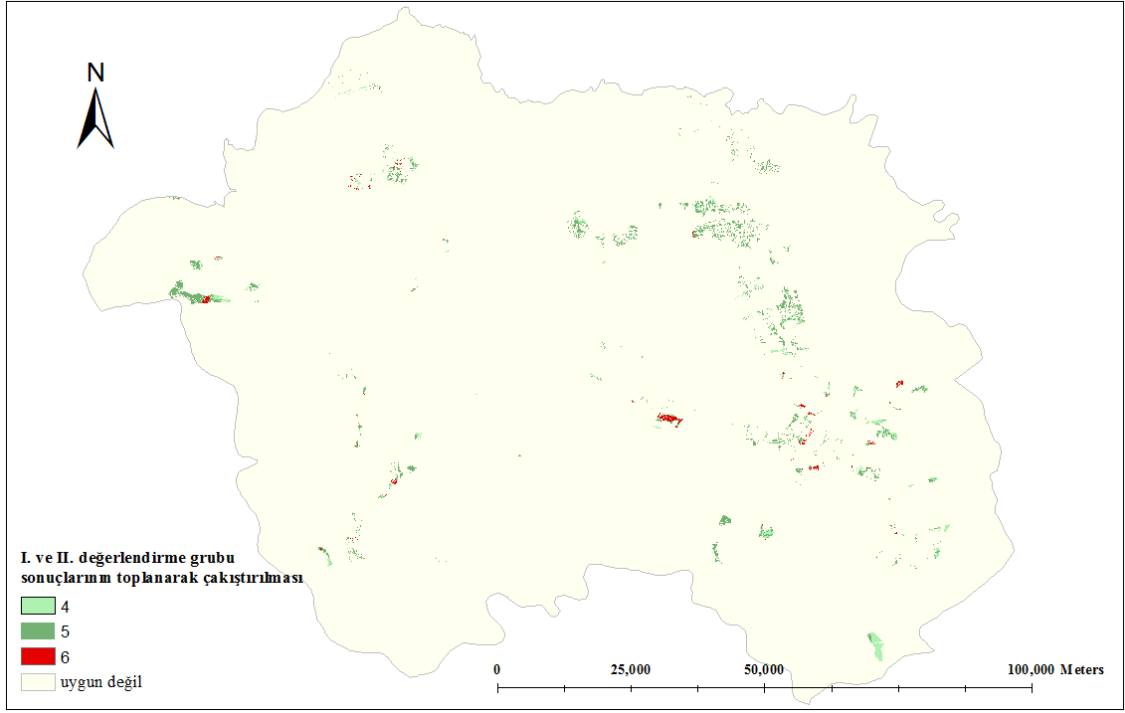 N
I. ve II. değerlendirme grubu
sonuçlarının toplanarak çakıştırılması
4
5
6
uygun değil
0 25,000 50,000 100,000 Meters